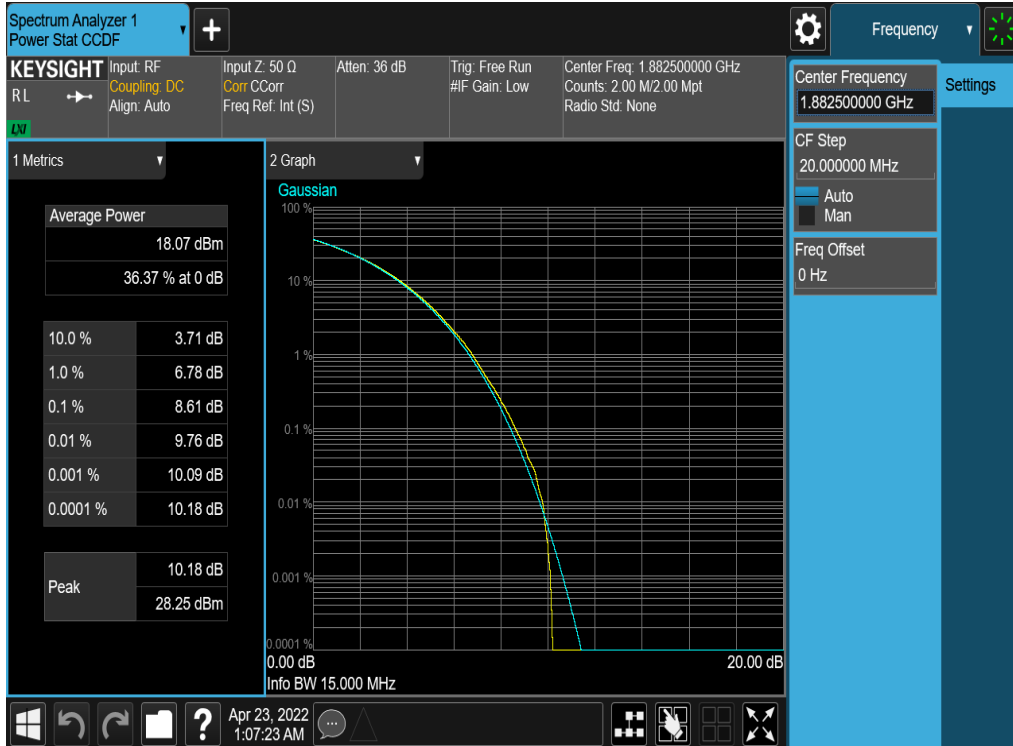 Spectrum Analyzer 1
Power Stat CCDF
+
Frequency
KEYSIGHT
R L
LXI
Input: RF
Coupling: DC
Align: Auto
Input Z: 50 Ω
Corr CCorr
Freq Ref: Int (S)
Atten: 36 dB
Trig: Free Run
#IF Gain: Low
Center Freq: 1.882500000 GHz
Counts: 2.00 M/2.00 Mpt
Radio Std: None
Center Frequency
1.882500000 GHz
Settings
CF Step
20.000000 MHz
Auto
Man
Freq Offset
0 Hz
1 Metrics
Average Power
18.07 dBm
36.37 % at 0 dB
10.0 % 3.71 dB
1.0 % 6.78 dB
0.1 % 8.61 dB
0.01 % 9.76 dB
0.001 % 10.09 dB
0.0001 % 10.18 dB
Peak
10.18 dB
28.25 dBm
2 Graph
Gaussian
100 %
10 %
1 %
0.1 %
0.01 %
0.001 %
0.0001 %
0.00 dB 20.00 dB
Info BW 15.000 MHz
?
Apr 23, 2022
1:07:23 AM